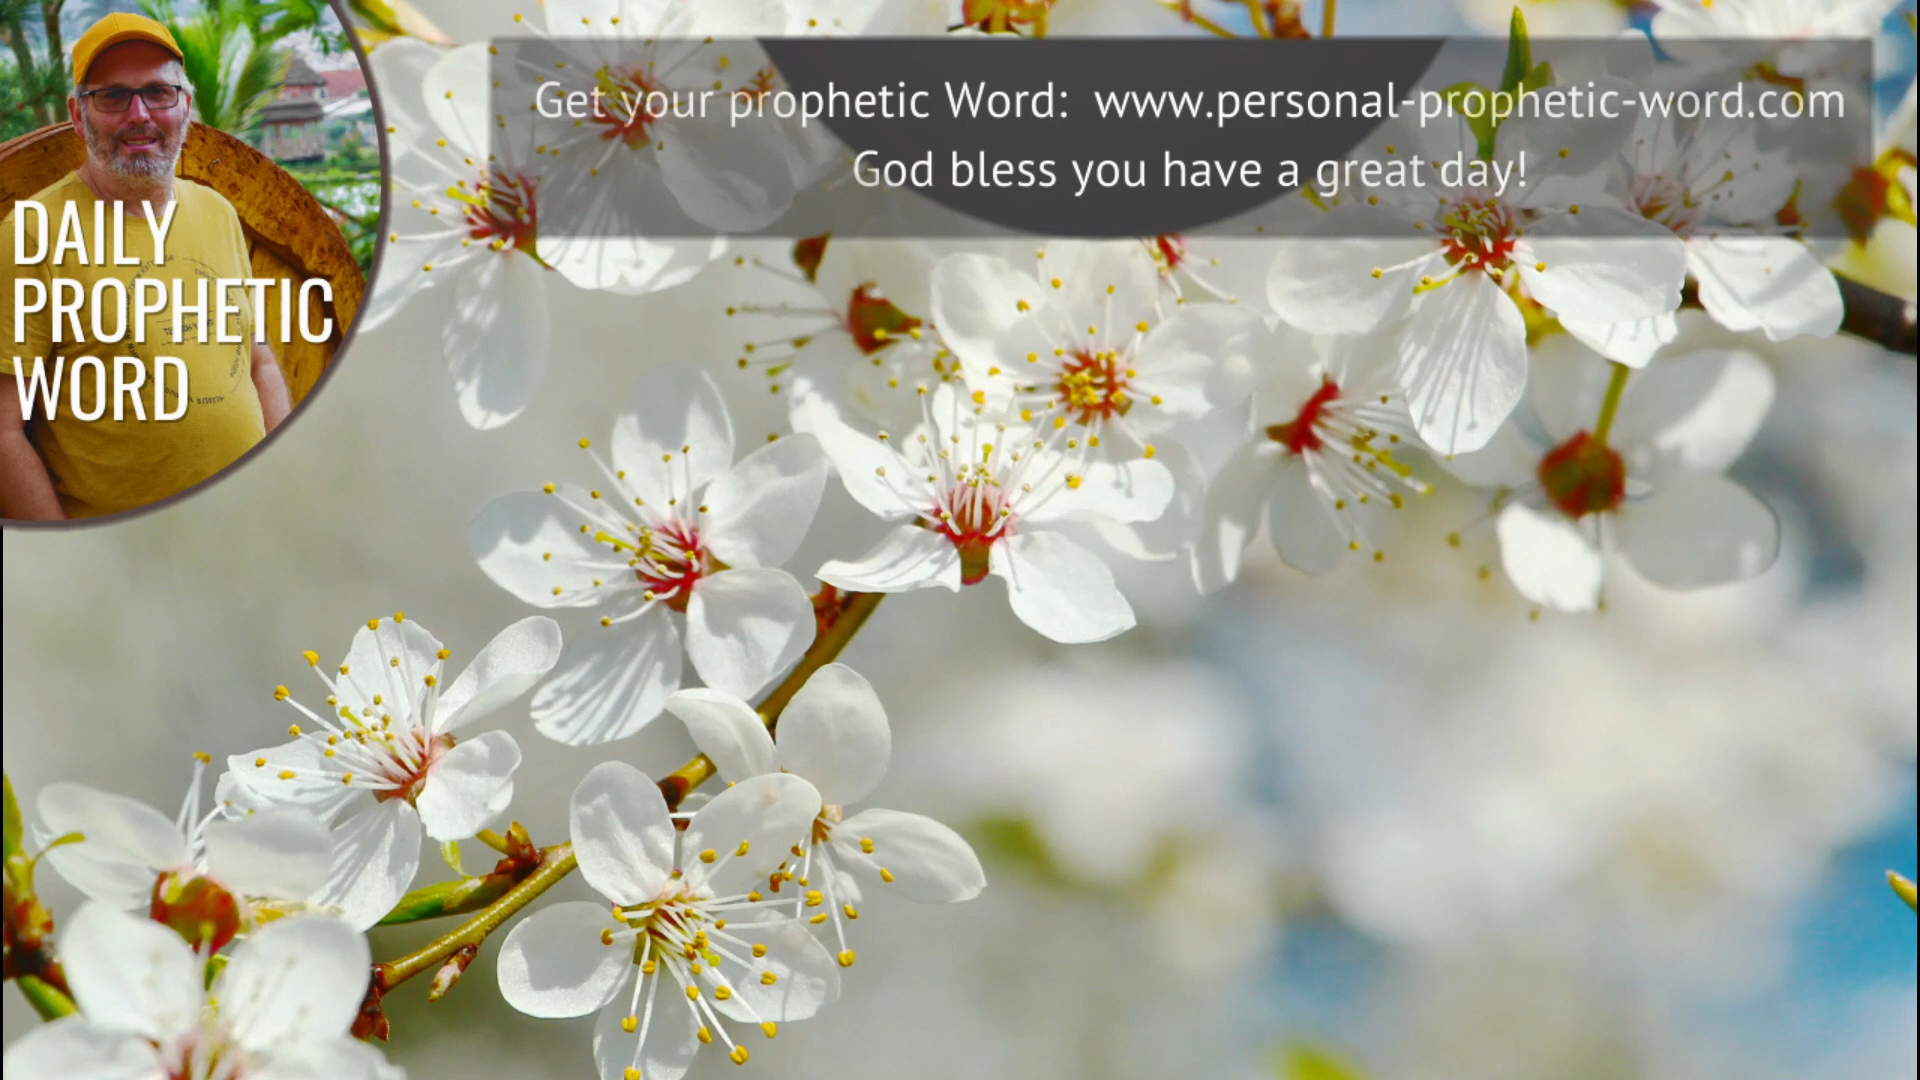 DAILY
PROPHETIC
WORD
Get your prophetic Word: www.personal-prophetic-word.com
God bless you have a great day!